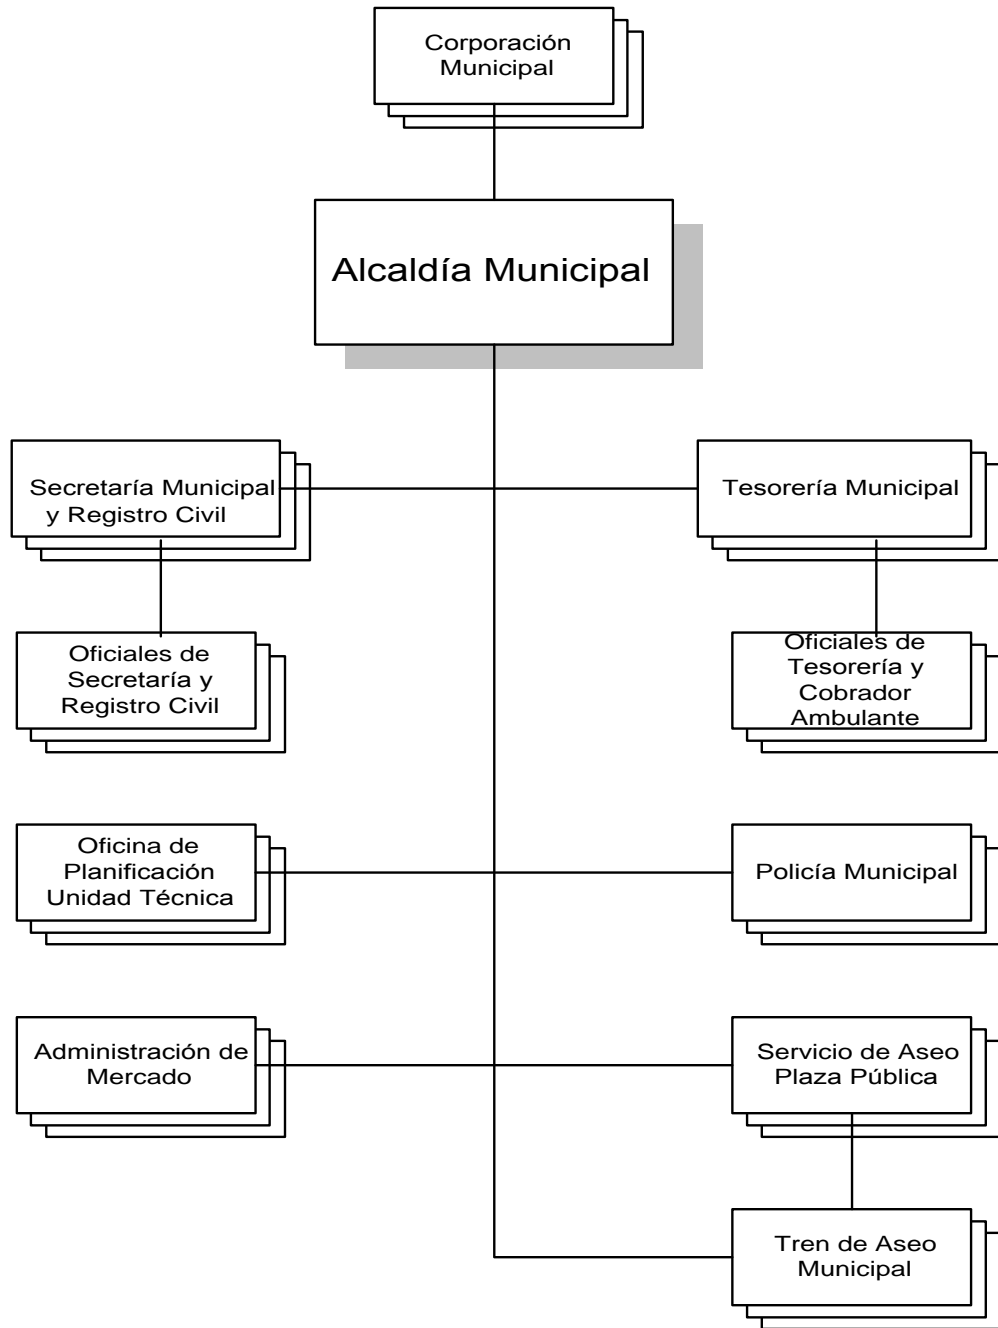 Corporación
Municipal
Alcaldía Municipal
Secretaría Municipal
y Registro Civil
Tesorería Municipal
Oficiales de
Secretaría y
Registro Civil
Oficiales de
Tesorería y
Cobrador
Ambulante
Oficina de
Planificación
Unidad Técnica
Policía Municipal
Administración de
Mercado
Servicio de Aseo
Plaza Pública
Tren de Aseo
Municipal